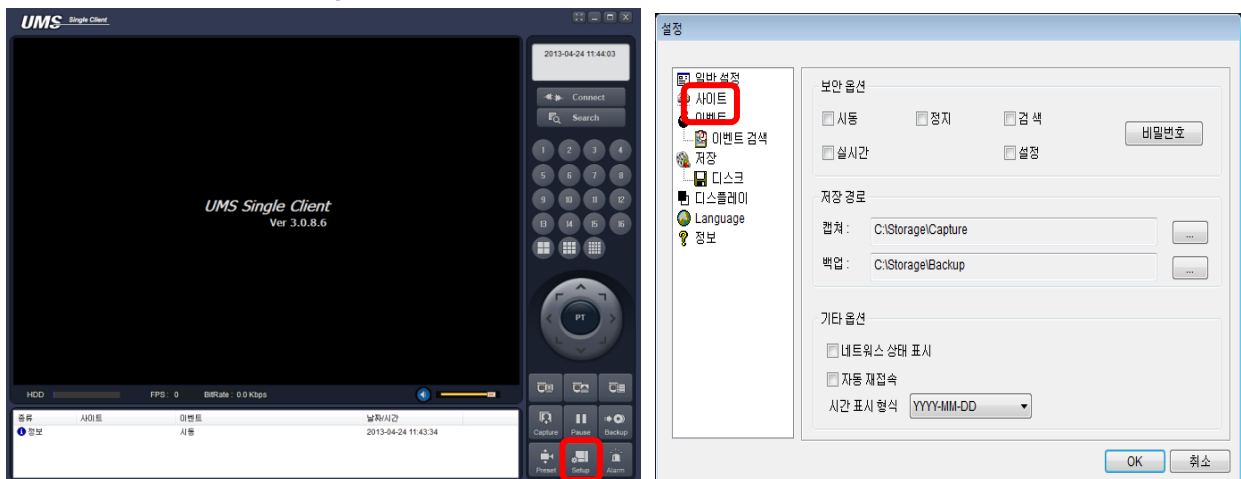 UMS Single Client
2013-04-24 11:44:03
Connect
Search
1 2 3 4
5 6 7 8
9 10 11 12
13 14 15 16
UMS Single Client
Ver 3.0.8.6
PT
HDD FPS : 0 BitRate : 0.0 Kbps
종류 사이트 이벤트 날짜/시간
정보 시동 2013-04-24 11:43:34
Capture Pause Backup
Preset Setup Alarm
설정
일반 설정
사이트
이벤트
이벤트 검색
저장
디스크
디스플레이
Language
정보
보안 옵션
시동 정지 검 색
비밀번호
실시간 설정
저장 경로
캡쳐 : C:\Storage\Capture ...
백업 : C:\Storage\Backup ...
기타 옵션
네트워스 상태 표시
자동 재접속
시간 표시 형식 YYYY-MM-DD
OK 취소